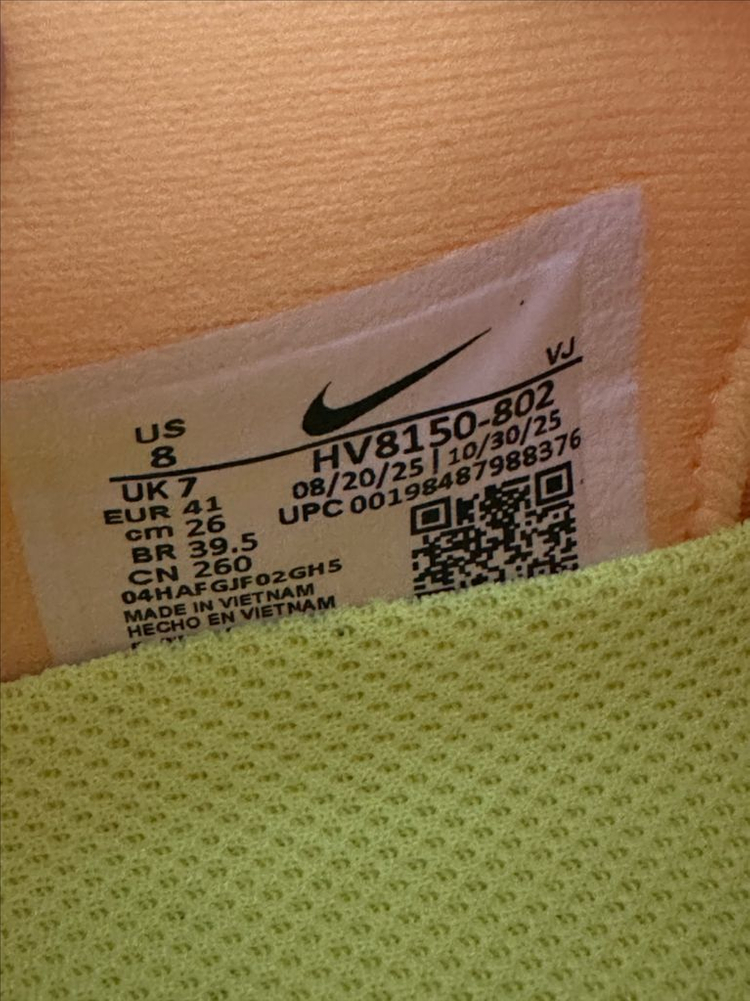 VJ
US
8
HV8150-802
UK 7
08/20/25 | 10/30/25
EUR 41
UPC 00198487988376
cm 26
BR 39.5
CN 260
04HAFGJF02GH5
MADE IN VIETNAM
HECHO EN VIETNAM